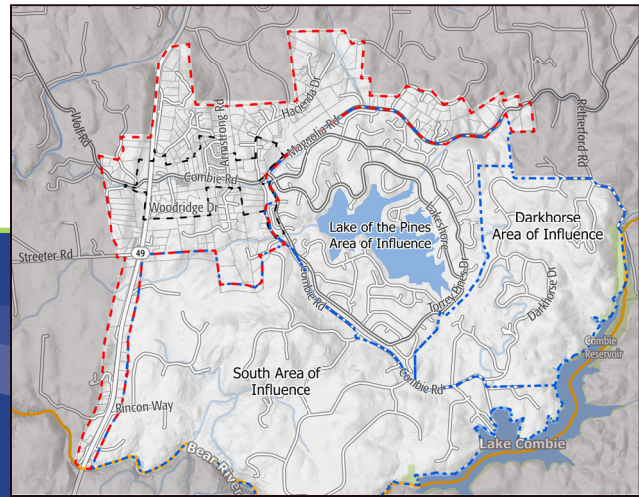 Hacienda Dr
Wolf Rd
Armstrong Rd
Magnolia Rd
Retherford Rd
Combie Rd
Woodridge Dr
Lakeshore
Lake of the Pines
Area of Influence
Darkhorse
Area of Influence
Streeter Rd
49
Combie Rd
Torrey Pines Dr
Darkhorse Dr
Combie
Reservoir
South Area of
Influence
Combie Rd
Rincon Way
Lake Combie
Bear River